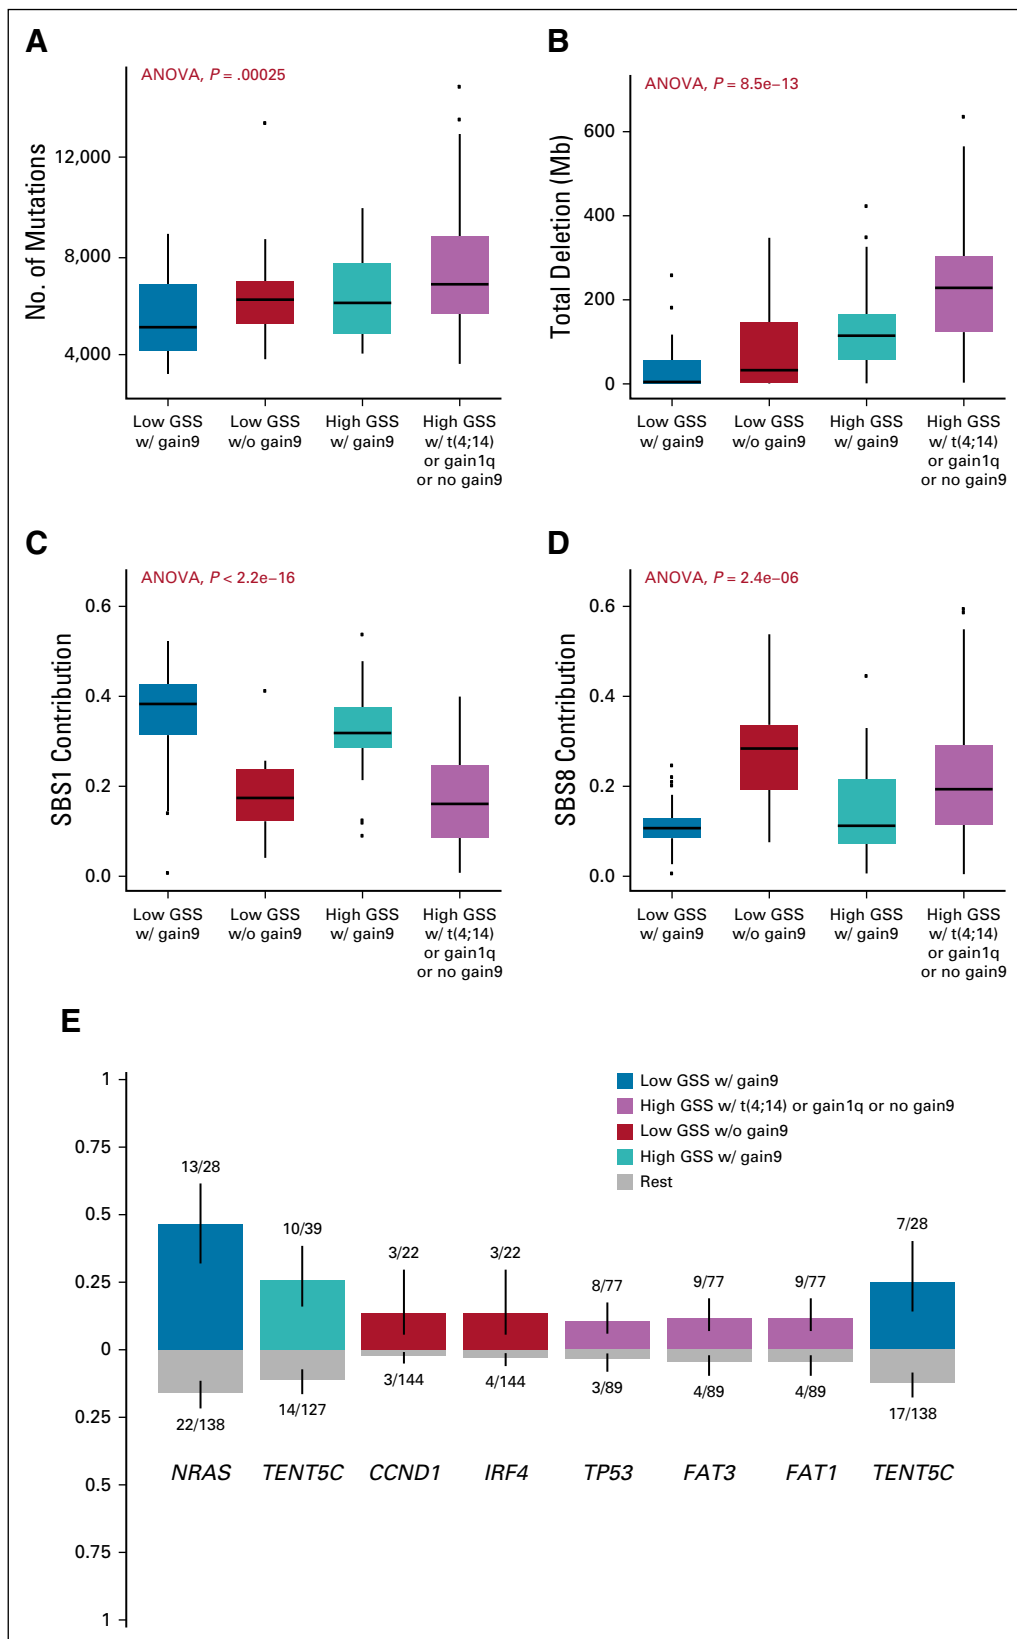 A
ANOVA, P = .00025
No. of Mutations
12,000
8,000
4,000
Low GSS
w/ gain9
Low GSS
w/o gain9
High GSS
w/ gain9
High GSS
w/ t(4;14)
or gain1q
or no gain9
B
ANOVA, P = 8.5e–13
Total Deletion (Mb)
600
400
200
0
Low GSS
w/ gain9
Low GSS
w/o gain9
High GSS
w/ gain9
High GSS
w/ t(4;14)
or gain1q
or no gain9
C
ANOVA, P < 2.2e–16
SBS1 Contribution
0.6
0.4
0.2
0.0
Low GSS
w/ gain9
Low GSS
w/o gain9
High GSS
w/ gain9
High GSS
w/ t(4;14)
or gain1q
or no gain9
D
ANOVA, P = 2.4e–06
SBS8 Contribution
0.6
0.4
0.2
0.0
Low GSS
w/ gain9
Low GSS
w/o gain9
High GSS
w/ gain9
High GSS
w/ t(4;14)
or gain1q
or no gain9
E
1
0.75
0.5
0.25
0
0.25
0.5
0.75
1
Low GSS w/ gain9
High GSS w/ t(4;14) or gain1q or no gain9
Low GSS w/o gain9
High GSS w/ gain9
Rest
13/28
10/39
3/22
3/22
8/77
9/77
9/77
7/28
22/138
14/127
3/144
4/144
3/89
4/89
4/89
17/138
NRAS
TENT5C
CCND1
IRF4
TP53
FAT3
FAT1
TENT5C